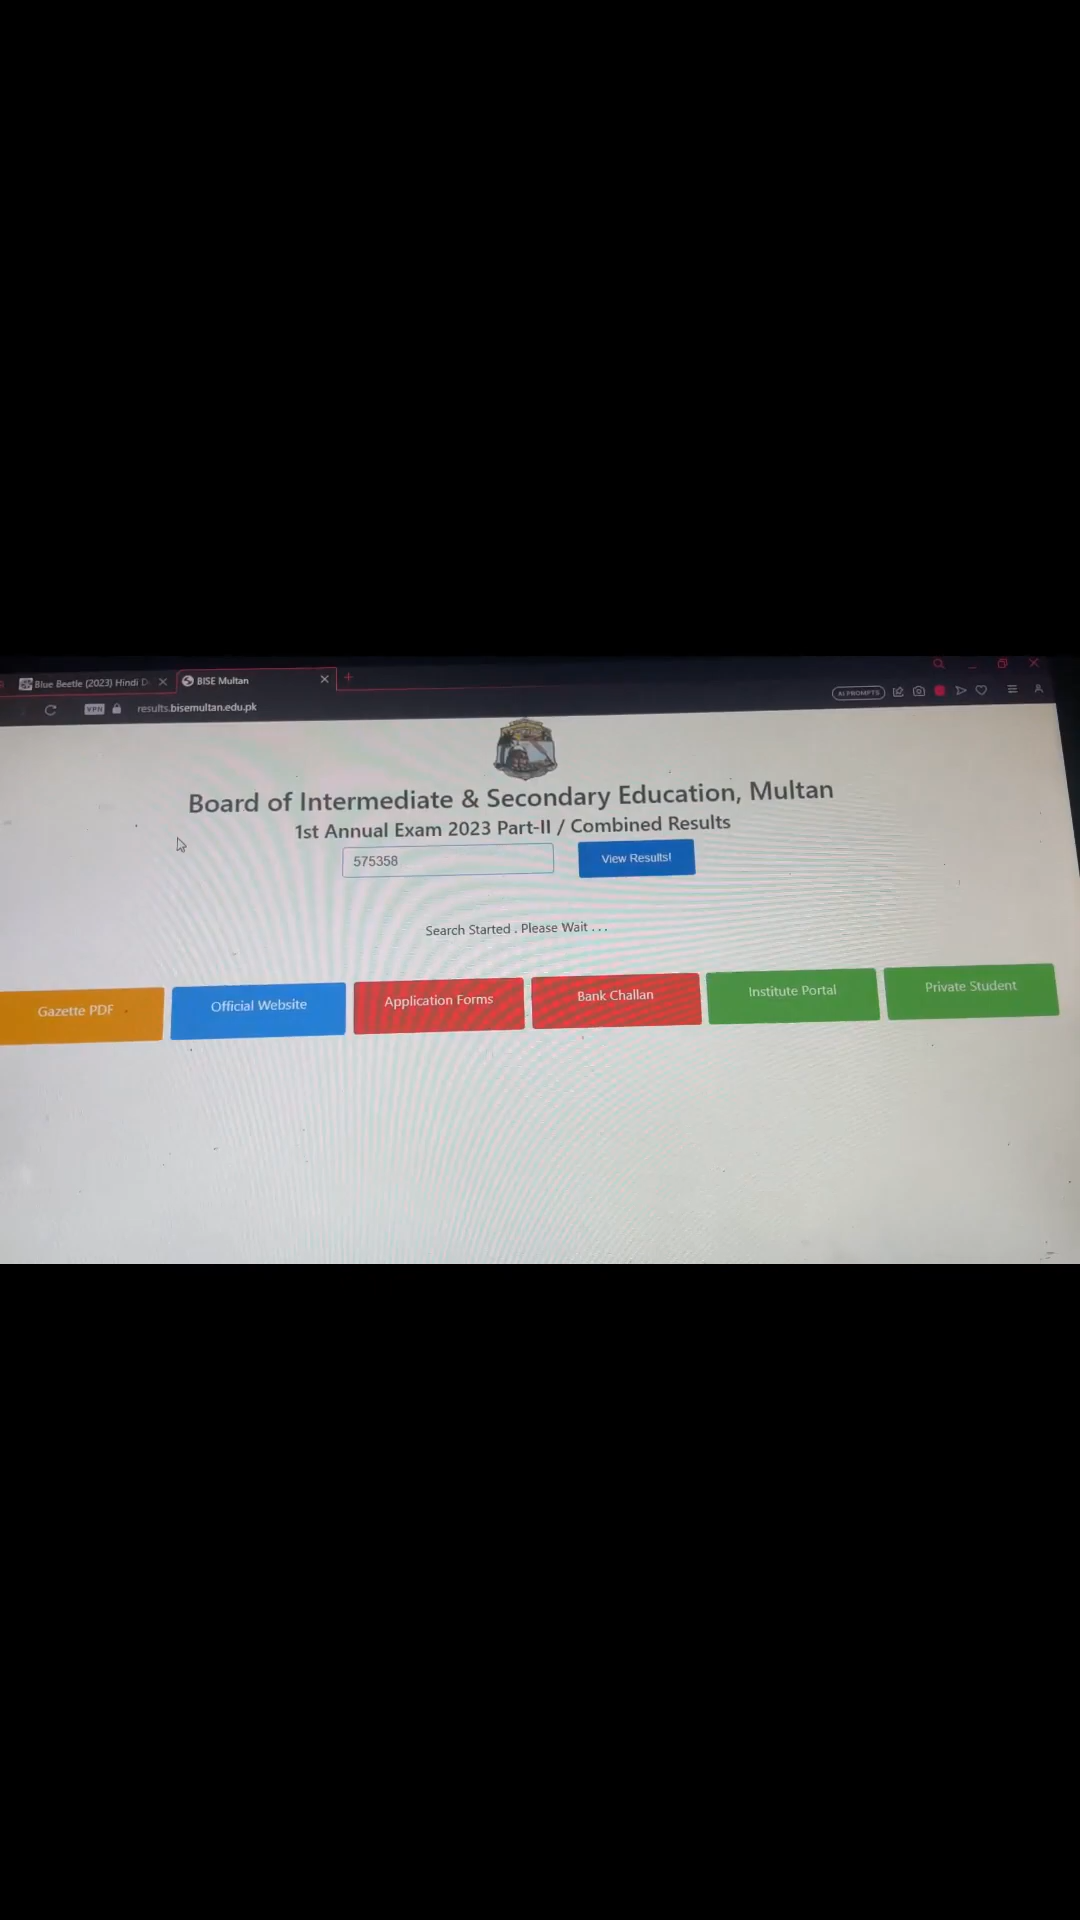 Blue Beetle (2023) Hindi D
BISE Multan
VPN
results.bisemultan.edu.pk
AI PROMPTS
Board of Intermediate & Secondary Education, Multan
1st Annual Exam 2023 Part-II / Combined Results
575358
View Results!
Search Started . Please Wait . . .
Gazette PDF
Official Website
Application Forms
Bank Challan
Institute Portal
Private Student